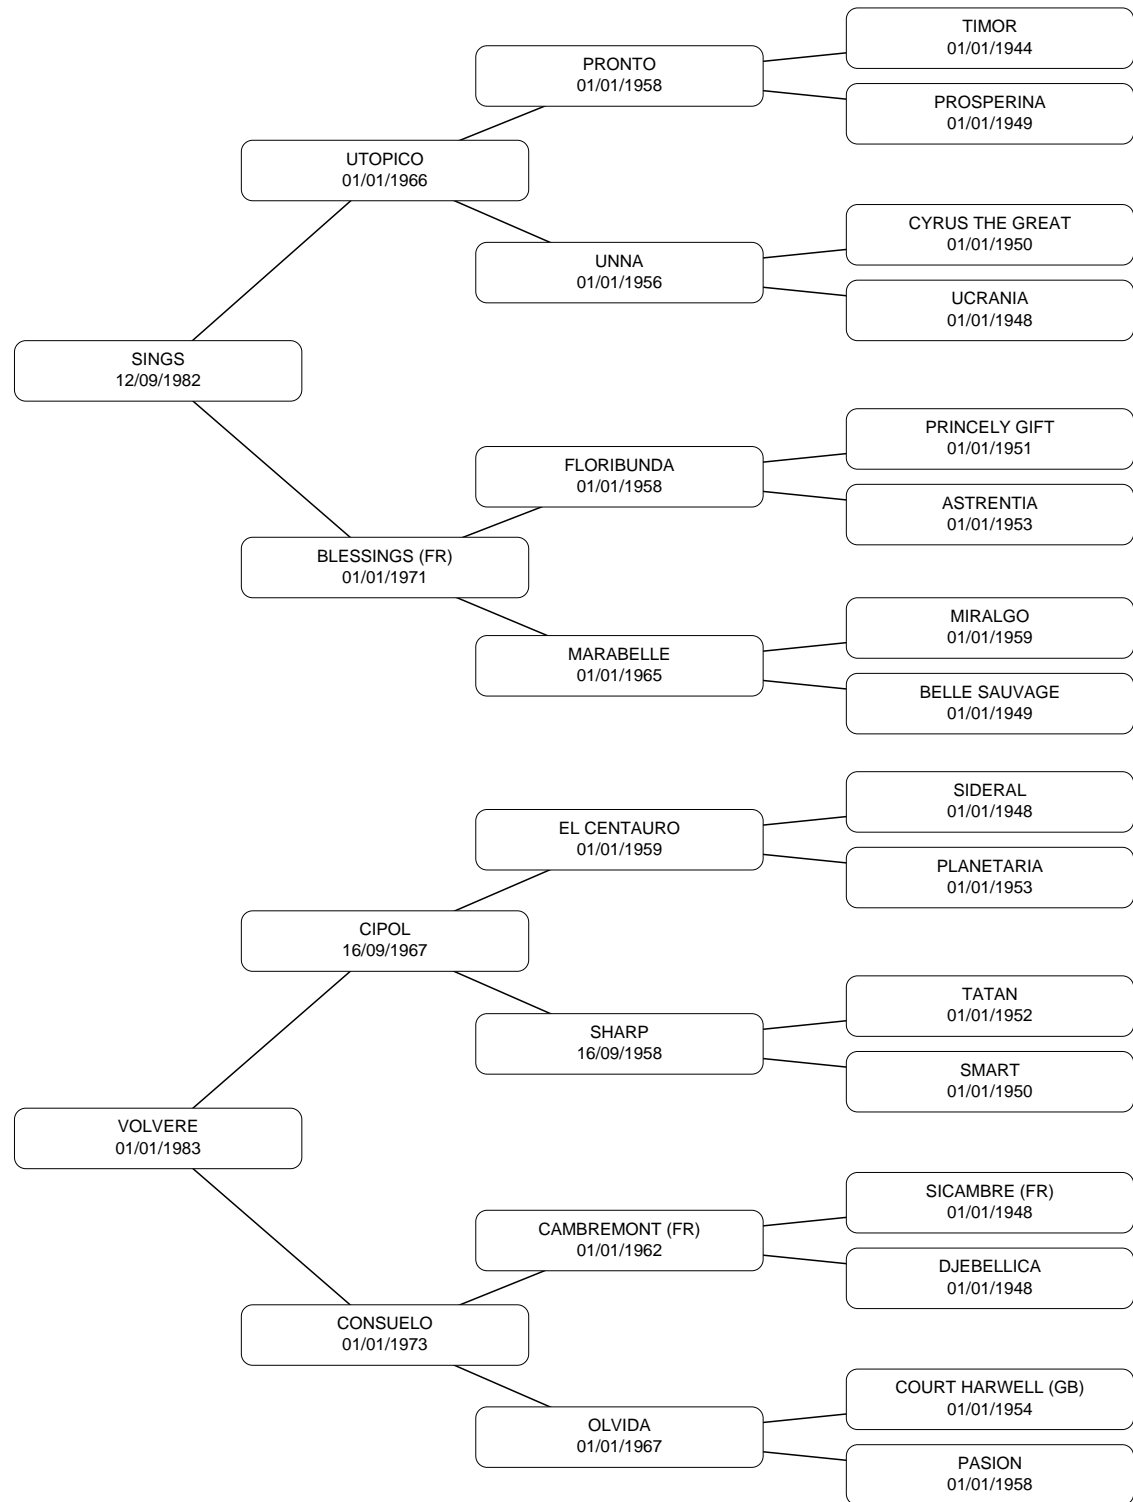 TIMOR
01/01/1944
PRONTO
01/01/1958
PROSPERINA
01/01/1949
UTOPICO
01/01/1966
CYRUS THE GREAT
01/01/1950
UNNA
01/01/1956
UCRANIA
01/01/1948
SINGS
12/09/1982
PRINCELY GIFT
01/01/1951
FLORIBUNDA
01/01/1958
ASTRENTIA
01/01/1953
BLESSINGS (FR)
01/01/1971
MIRALGO
01/01/1959
MARABELLE
01/01/1965
BELLE SAUVAGE
01/01/1949
SIDERAL
01/01/1948
EL CENTAURO
01/01/1959
PLANETARIA
01/01/1953
CIPOL
16/09/1967
TATAN
01/01/1952
SHARP
16/09/1958
SMART
01/01/1950
VOLVERE
01/01/1983
SICAMBRE (FR)
01/01/1948
CAMBREMONT (FR)
01/01/1962
DJEBELLICA
01/01/1948
CONSUELO
01/01/1973
COURT HARWELL (GB)
01/01/1954
OLVIDA
01/01/1967
PASION
01/01/1958